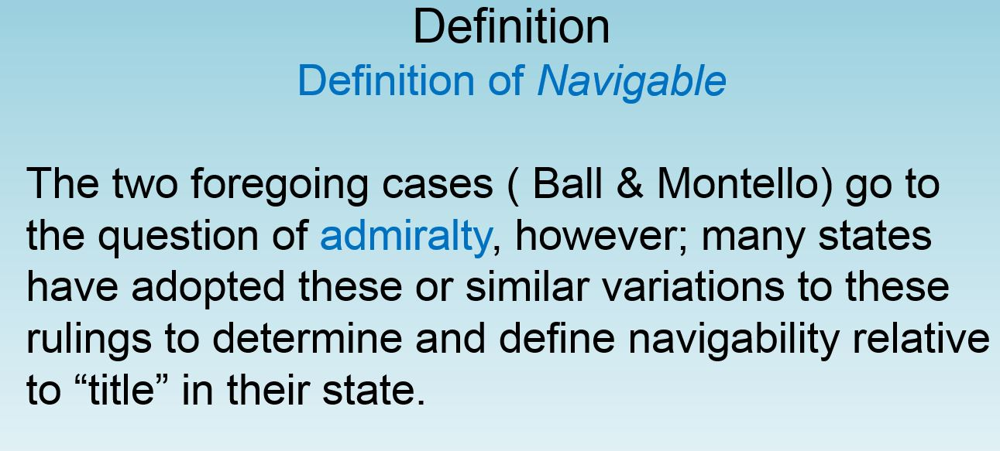 Definition
Definition of Navigable
The two foregoing cases ( Ball & Montello) go to
the question of admiralty, however; many states
have adopted these or similar variations to these
rulings to determine and define navigability relative
to “title” in their state.